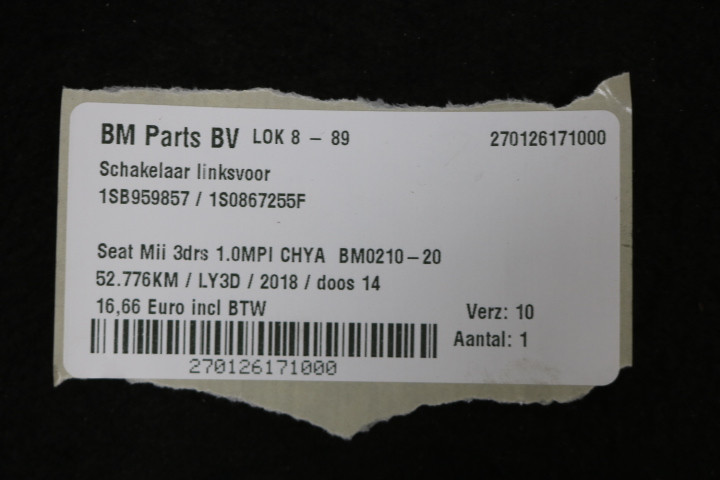 BM Parts BV LOK 8 - 89 270126171000
Schakelaar linksvoor
1SB959857 / 1S0867255F
Seat Mii 3drs 1.0MPI CHYA BM0210-20
52.776KM / LY3D / 2018 / doos 14
16,66 Euro incl BTW Verz: 10
Aantal: 1
270126171000